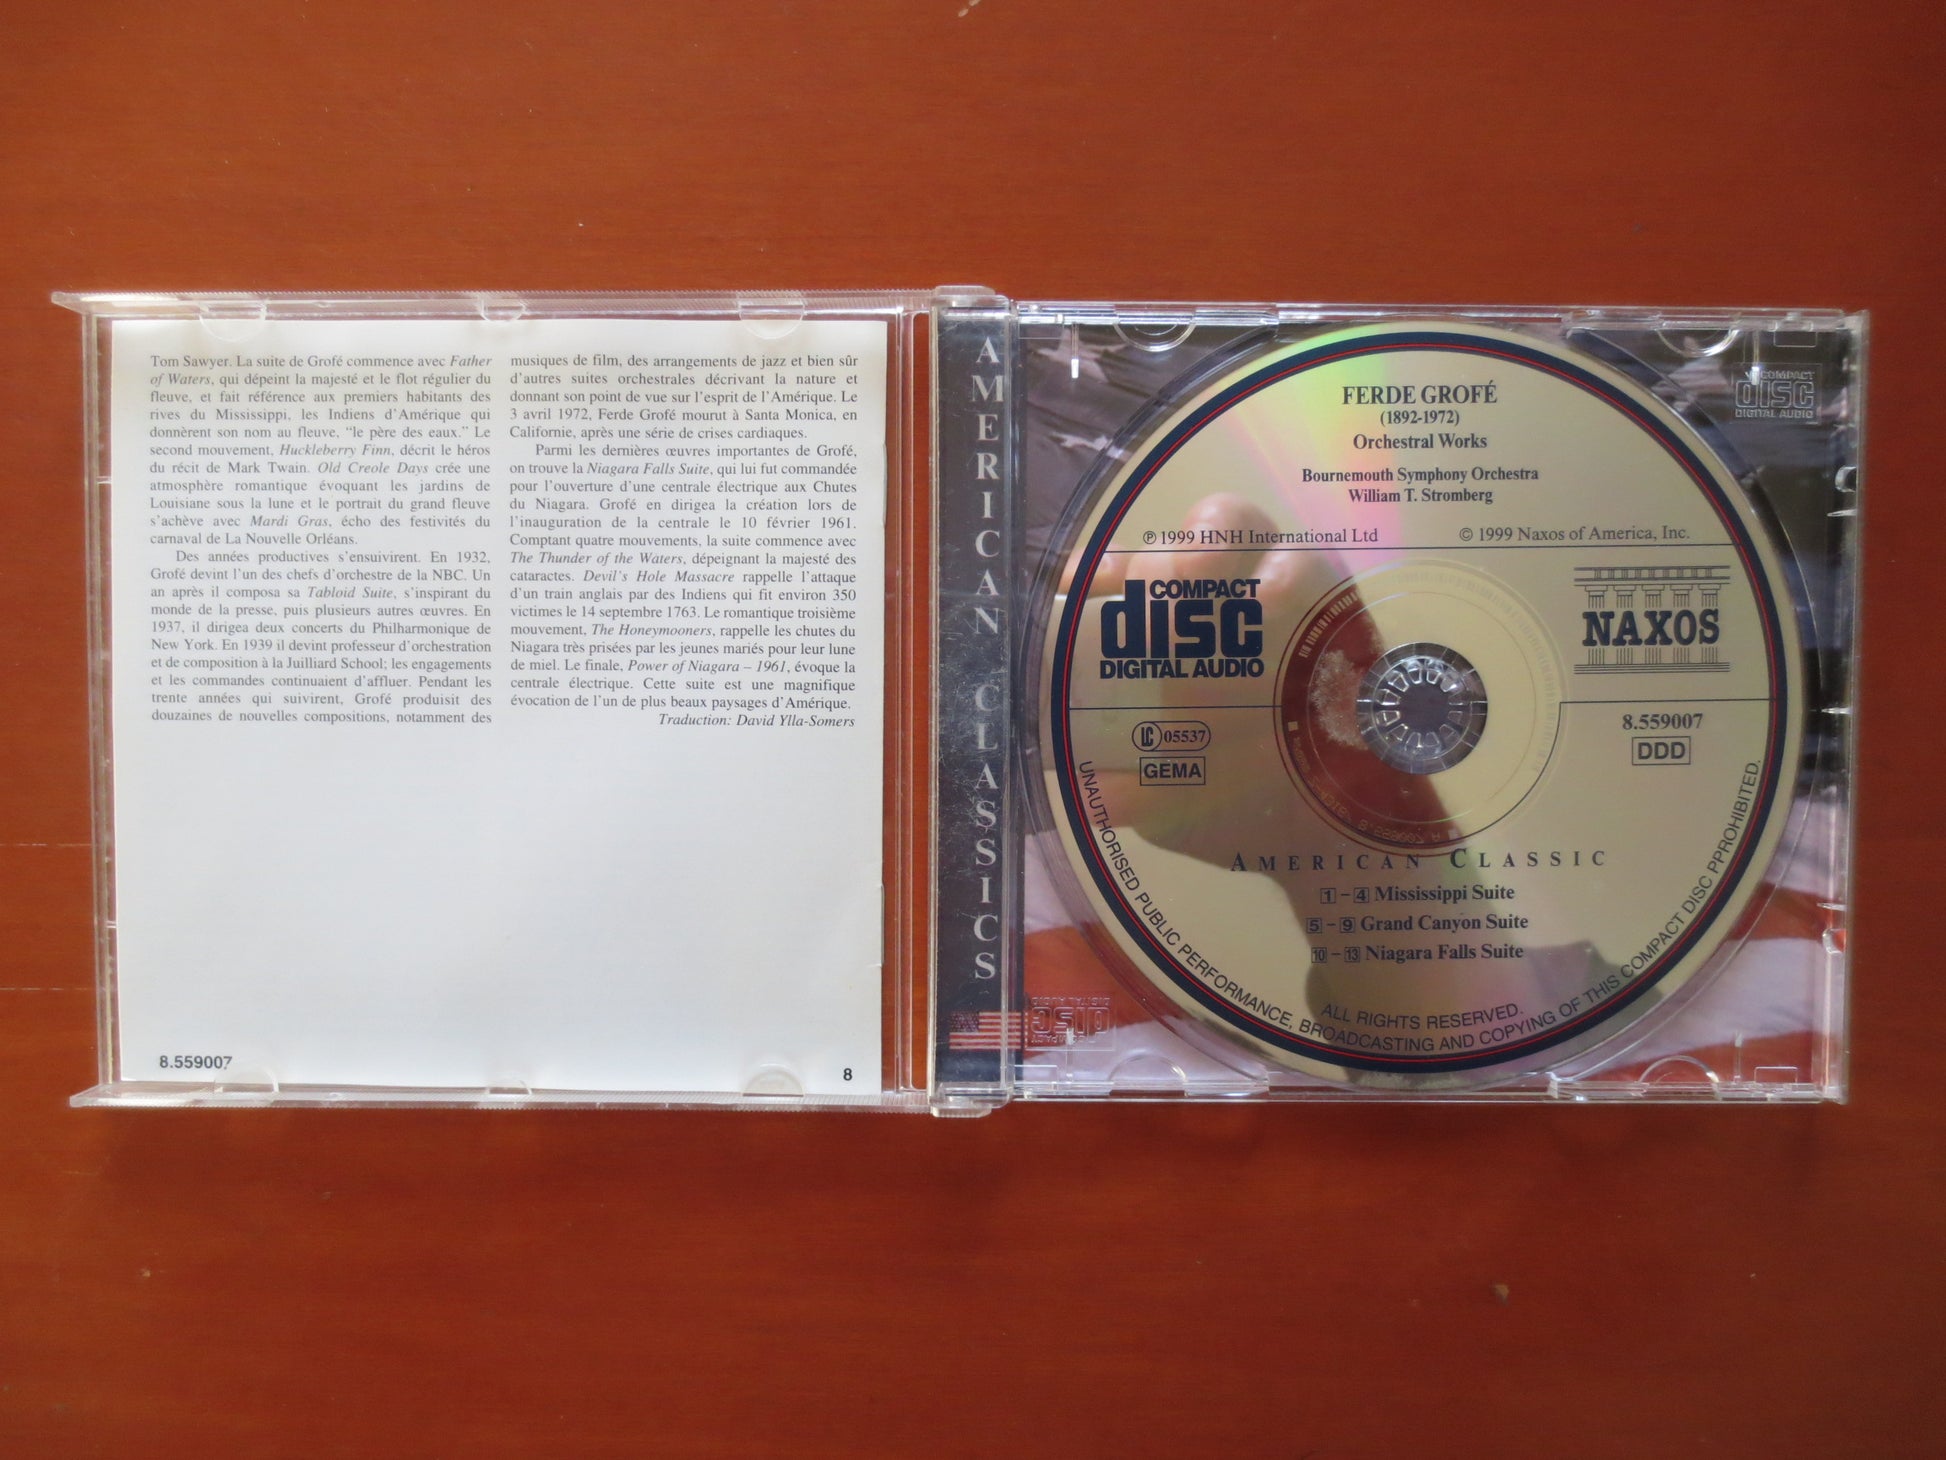 Tom Sawyer. La suite de Grofé commence avec Father
of Waters, qui dépeint la majesté et le flot régulier du
fleuve, et fait référence aux premiers habitants des
rives du Mississippi, les Indiens d'Amérique qui
donnèrent son nom au fleuve, “le père des eaux.” Le
second mouvement, Huckleberry Finn, décrit le héros
du récit de Mark Twain. Old Creole Days crée une
atmosphère romantique évoquant les jardins de
Louisiane sous la lune et le portrait du grand fleuve
s'achève avec Mardi Gras, écho des festivités du
carnaval de La Nouvelle Orléans.
Des années productives s'ensuivirent. En 1932,
Grofé devint l'un des chefs d'orchestre de la NBC. Un
an après il composa sa Tabloid Suite, s'inspirant du
monde de la presse, puis plusieurs autres œuvres. En
1937, il dirigea deux concerts du Philharmonique de
New York. En 1939 il devint professeur d'orchestration
et de composition à la Juilliard School; les engagements
et les commandes continuaient d'affluer. Pendant les
trente années qui suivirent, Grofé produisit des
douzaines de nouvelles compositions, notamment des
musiques de film, des arrangements de jazz et bien sûr
d'autres suites orchestrales décrivant la nature et
donnant son point de vue sur l'esprit de l'Amérique. Le
3 avril 1972, Ferde Grofé mourut à Santa Monica, en
Californie, après une série de crises cardiaques.
Parmi les dernières œuvres importantes de Grofé,
on trouve la Niagara Falls Suite, qui lui fut commandée
pour l'ouverture d'une centrale électrique aux Chutes
du Niagara. Grofé en dirigea la création lors de
l'inauguration de la centrale le 10 février 1961.
Comptant quatre mouvements, la suite commence avec
The Thunder of the Waters, dépeignant la majesté des
cataractes. Devil's Hole Massacre rappelle l'attaque
d'un train anglais par des Indiens qui fit environ 350
victimes le 14 septembre 1763. Le romantique troisième
mouvement, The Honeymooners, rappelle les chutes du
Niagara très prisées par les jeunes mariés pour leur lune
de miel. Le finale, Power of Niagara – 1961, évoque la
centrale électrique. Cette suite est une magnifique
évocation de l'un de plus beaux paysages d'Amérique.
Traduction: David Ylla-Somers
8.559007
8
AMERICAN CLASSICS
FERDE GROFÉ
(1892-1972)
Orchestral Works
Bournemouth Symphony Orchestra
William T. Stromberg
℗ 1999 HNH International Ltd
© 1999 Naxos of America, Inc.
COMPACT
disc
DIGITAL AUDIO
NAXOS
LC 05537
GEMA
8.559007
DDD
AMERICAN CLASSIC
1 – 4 Mississippi Suite
5 – 9 Grand Canyon Suite
10 – 13 Niagara Falls Suite
ALL RIGHTS RESERVED.
UNAUTHORISED PUBLIC PERFORMANCE, BROADCASTING AND COPYING OF THIS COMPACT DISC PPROHIBITED.
COMPACT
disc
DIGITAL AUDIO
COMPACT
disc
DIGITAL AUDIO